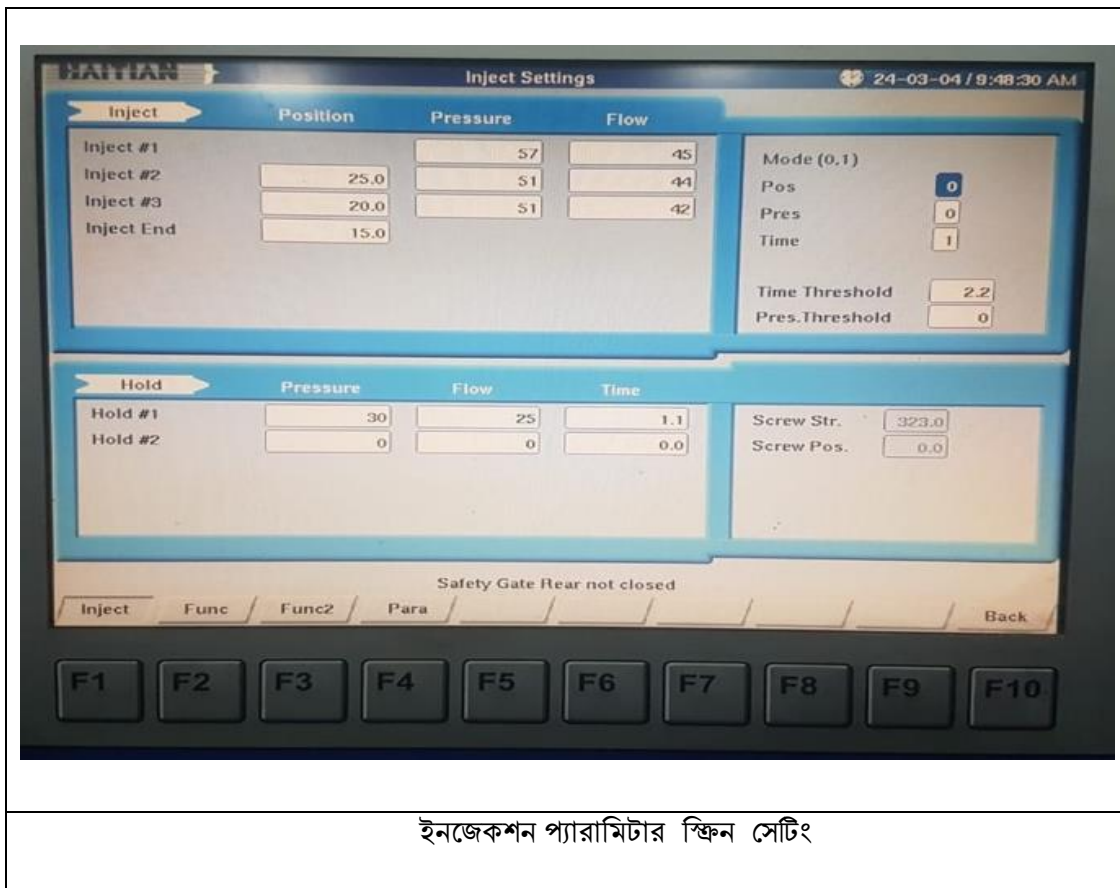 HAITIAN Inject Settings 24-03-04 / 9:48:30 AM
Inject Position Pressure Flow
Inject #1 57 45
Inject #2 25.0 51 44
Inject #3 20.0 51 42
Inject End 15.0
Mode (0,1)
Pos 0
Pres 0
Time 1
Time Threshold 2.2
Pres.Threshold 0
Hold Pressure Flow Time
Hold #1 30 25 1.1
Hold #2 0 0 0.0
Screw Str. 323.0
Screw Pos. 0.0
Safety Gate Rear not closed
Inject Func Func2 Para Back
F1 F2 F3 F4 F5 F6 F7 F8 F9 F10
ইনজেকশন প্যারামিটার স্ক্রিন সেটিং